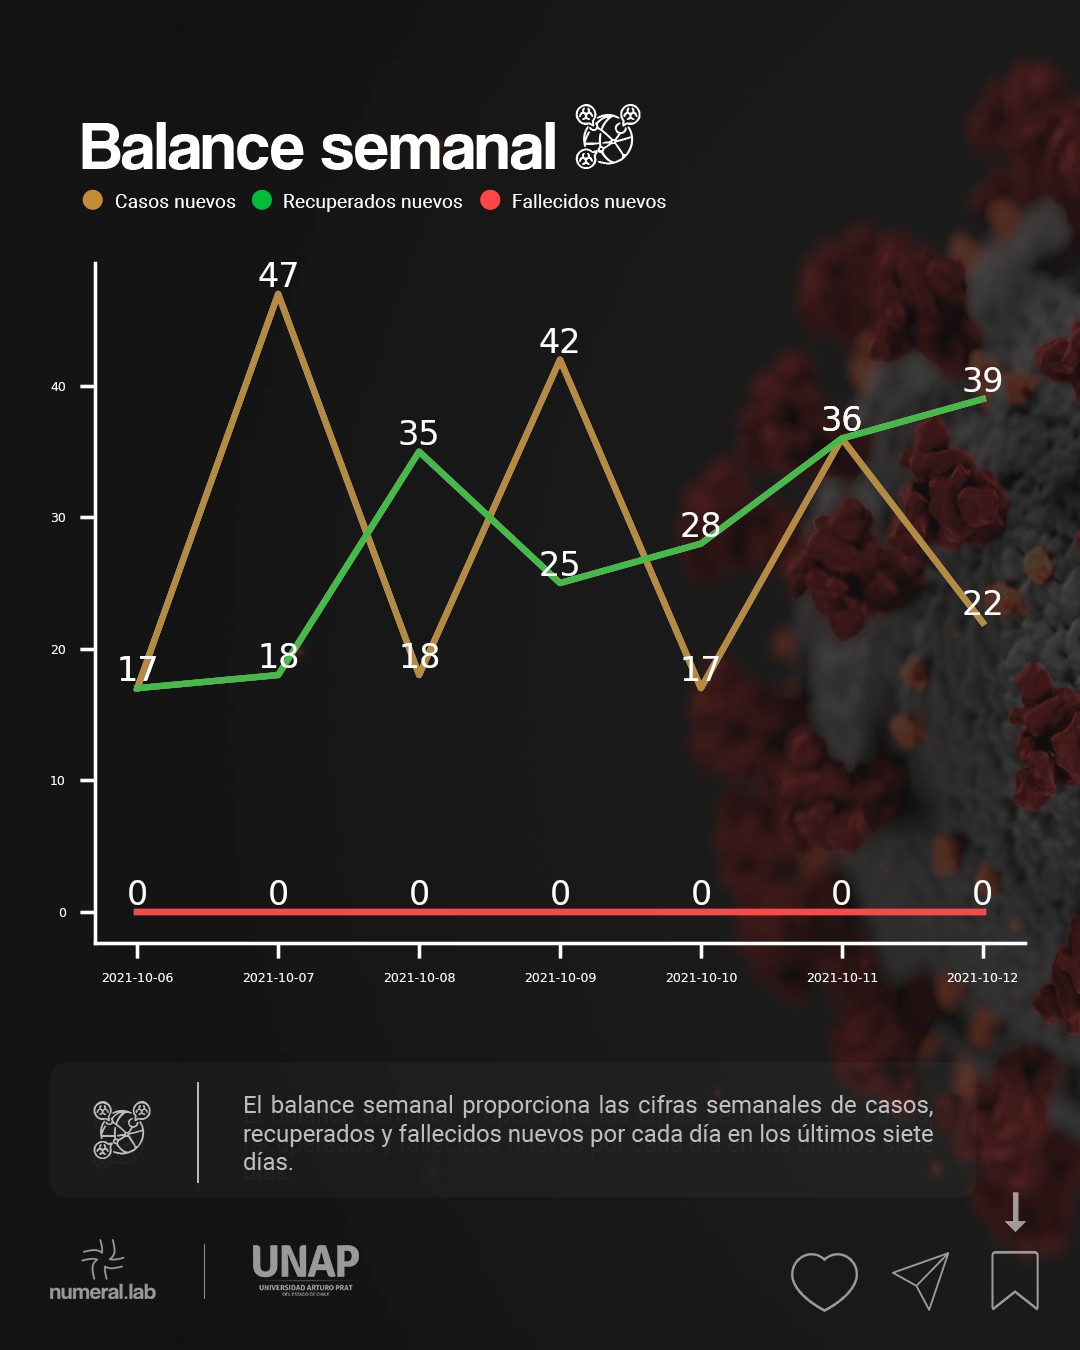 Balance semanal
Casos nuevos Recuperados nuevos Fallecidos nuevos
47
42
39
40
36
35
30
28
25
22
20
17 18 18 17
10
0 0 0 0 0 0 0
0
2021-10-06 2021-10-07 2021-10-08 2021-10-09 2021-10-10 2021-10-11 2021-10-12
El balance semanal proporciona las cifras semanales de casos,
recuperados y fallecidos nuevos por cada día en los últimos siete
días.
numeral.lab
UNAP
UNIVERSIDAD ARTURO PRAT
DEL ESTADO DE CHILE